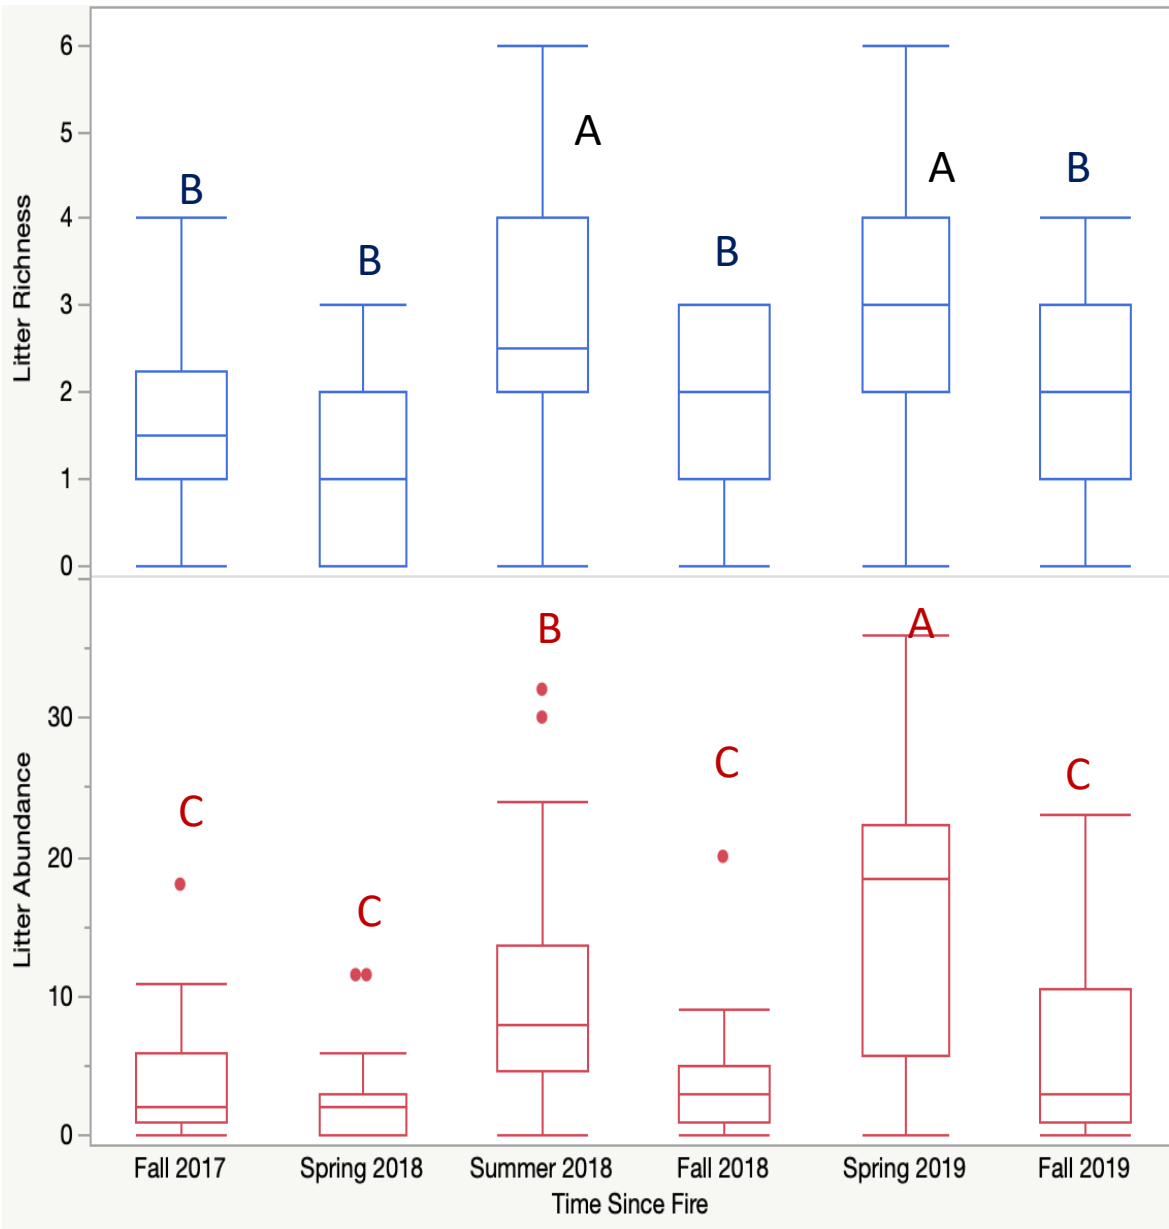 Litter Richness
6
5
4
3
2
1
0
B
B
A
B
A
B
Litter Abundance
30
20
10
0
C
C
B
C
A
C
Fall 2017
Spring 2018
Summer 2018
Fall 2018
Spring 2019
Fall 2019
Time Since Fire